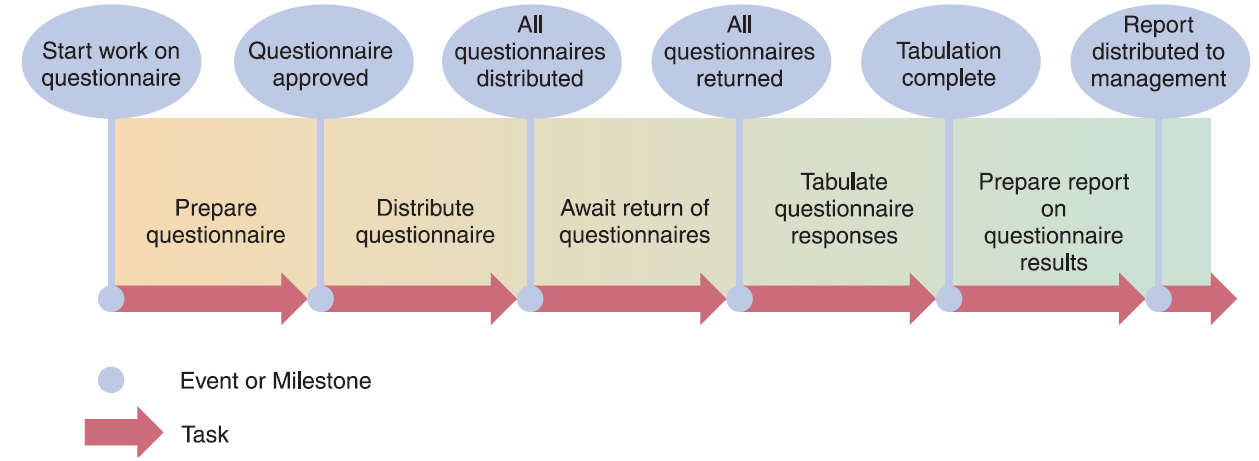 Start work on
questionnaire
Questionnaire
approved
All
questionnaires
distributed
All
questionnaires
returned
Tabulation
complete
Report
distributed to
management
Prepare
questionnaire
Distribute
questionnaire
Await return of
questionnaires
Tabulate
questionnaire
responses
Prepare report
on
questionnaire
results
Event or Milestone
Task